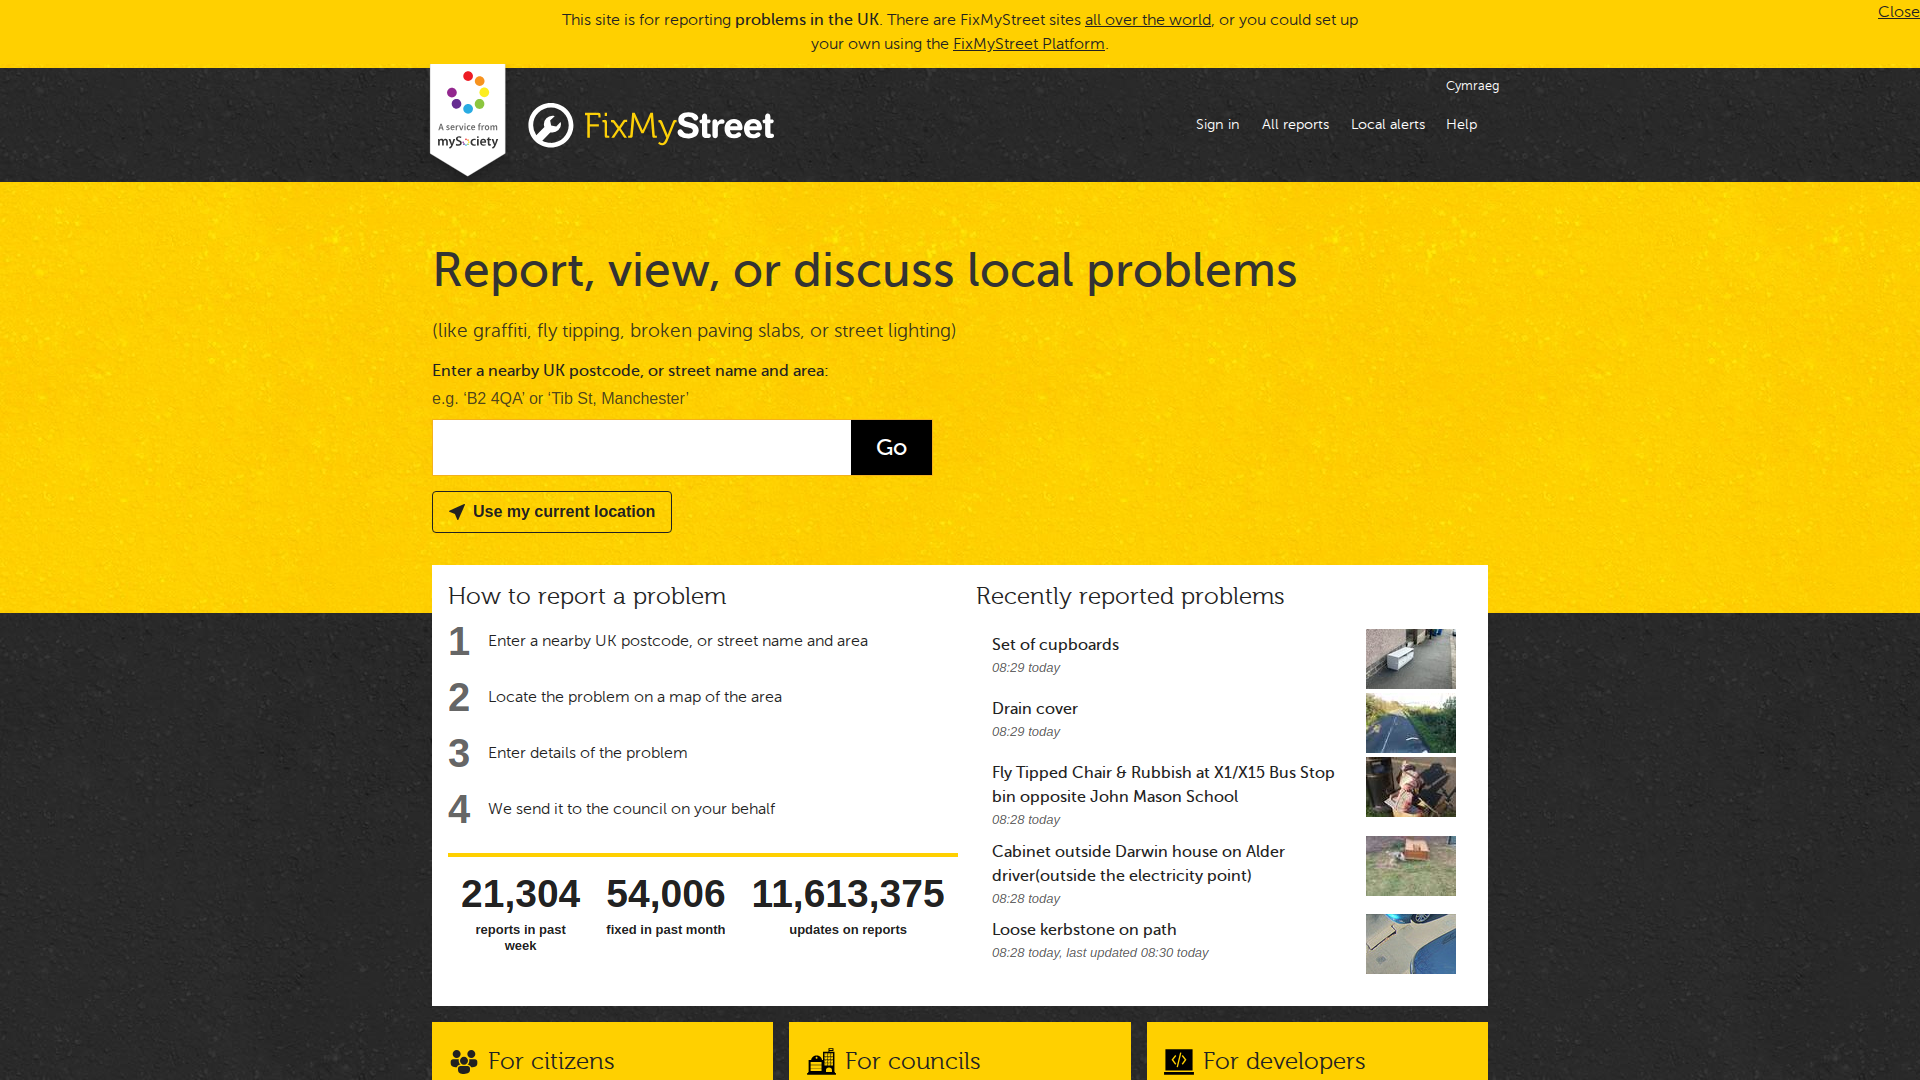 This site is for reporting problems in the UK. There are FixMyStreet sites all over the world, or you could set up
your own using the FixMyStreet Platform.
Close
Cymraeg
A service from
mySociety
FixMyStreet
Sign in
All reports
Local alerts
Help
Report, view, or discuss local problems
(like graffiti, fly tipping, broken paving slabs, or street lighting)
Enter a nearby UK postcode, or street name and area:
e.g. ‘B2 4QA’ or ‘Tib St, Manchester’
Go
Use my current location
How to report a problem
1 Enter a nearby UK postcode, or street name and area
2 Locate the problem on a map of the area
3 Enter details of the problem
4 We send it to the council on your behalf
21,304
reports in past
week
54,006
fixed in past month
11,613,375
updates on reports
Recently reported problems
Set of cupboards
08:29 today
Drain cover
08:29 today
Fly Tipped Chair & Rubbish at X1/X15 Bus Stop
bin opposite John Mason School
08:28 today
Cabinet outside Darwin house on Alder
driver(outside the electricity point)
08:28 today
Loose kerbstone on path
08:28 today, last updated 08:30 today
For citizens
For councils
For developers